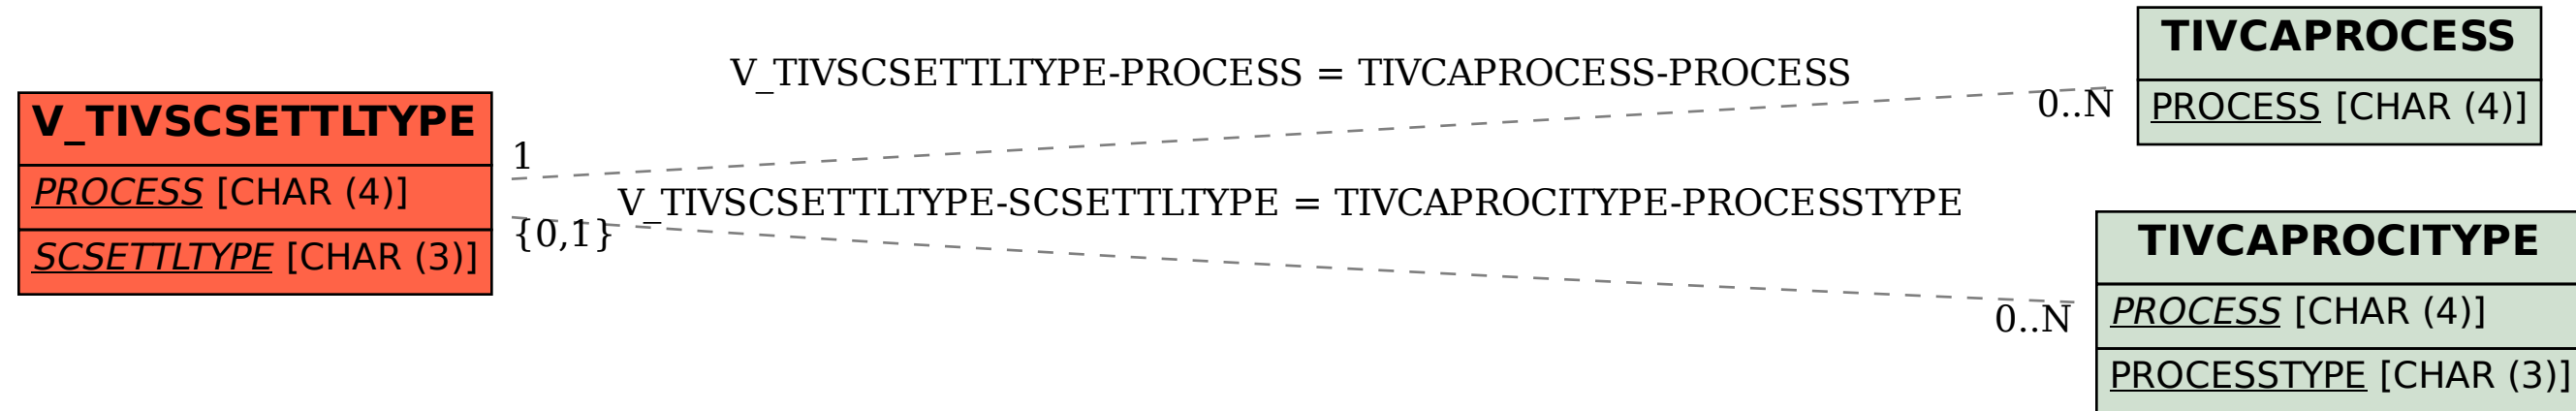 V_TIVSCSETTLTYPE
PROCESS [CHAR (4)]
SCSETTLTYPE [CHAR (3)]
V_TIVSCSETTLTYPE-PROCESS = TIVCAPROCESS-PROCESS
1
0..N
V_TIVSCSETTLTYPE-SCSETTLTYPE = TIVCAPROCITYPE-PROCESSTYPE
{0,1}
0..N
TIVCAPROCESS
PROCESS [CHAR (4)]
TIVCAPROCITYPE
PROCESS [CHAR (4)]
PROCESSTYPE [CHAR (3)]